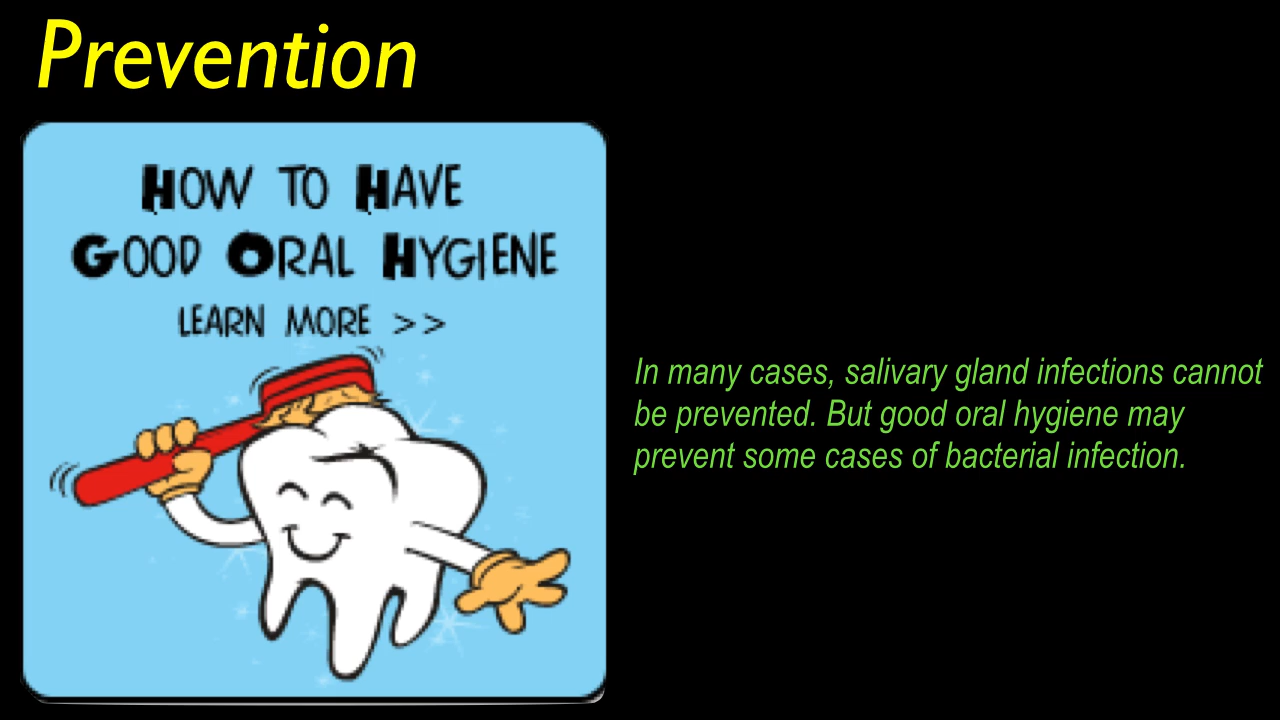 Prevention
How to Have
Good Oral Hygiene
Learn More >>
In many cases, salivary gland infections cannot
be prevented. But good oral hygiene may
prevent some cases of bacterial infection.